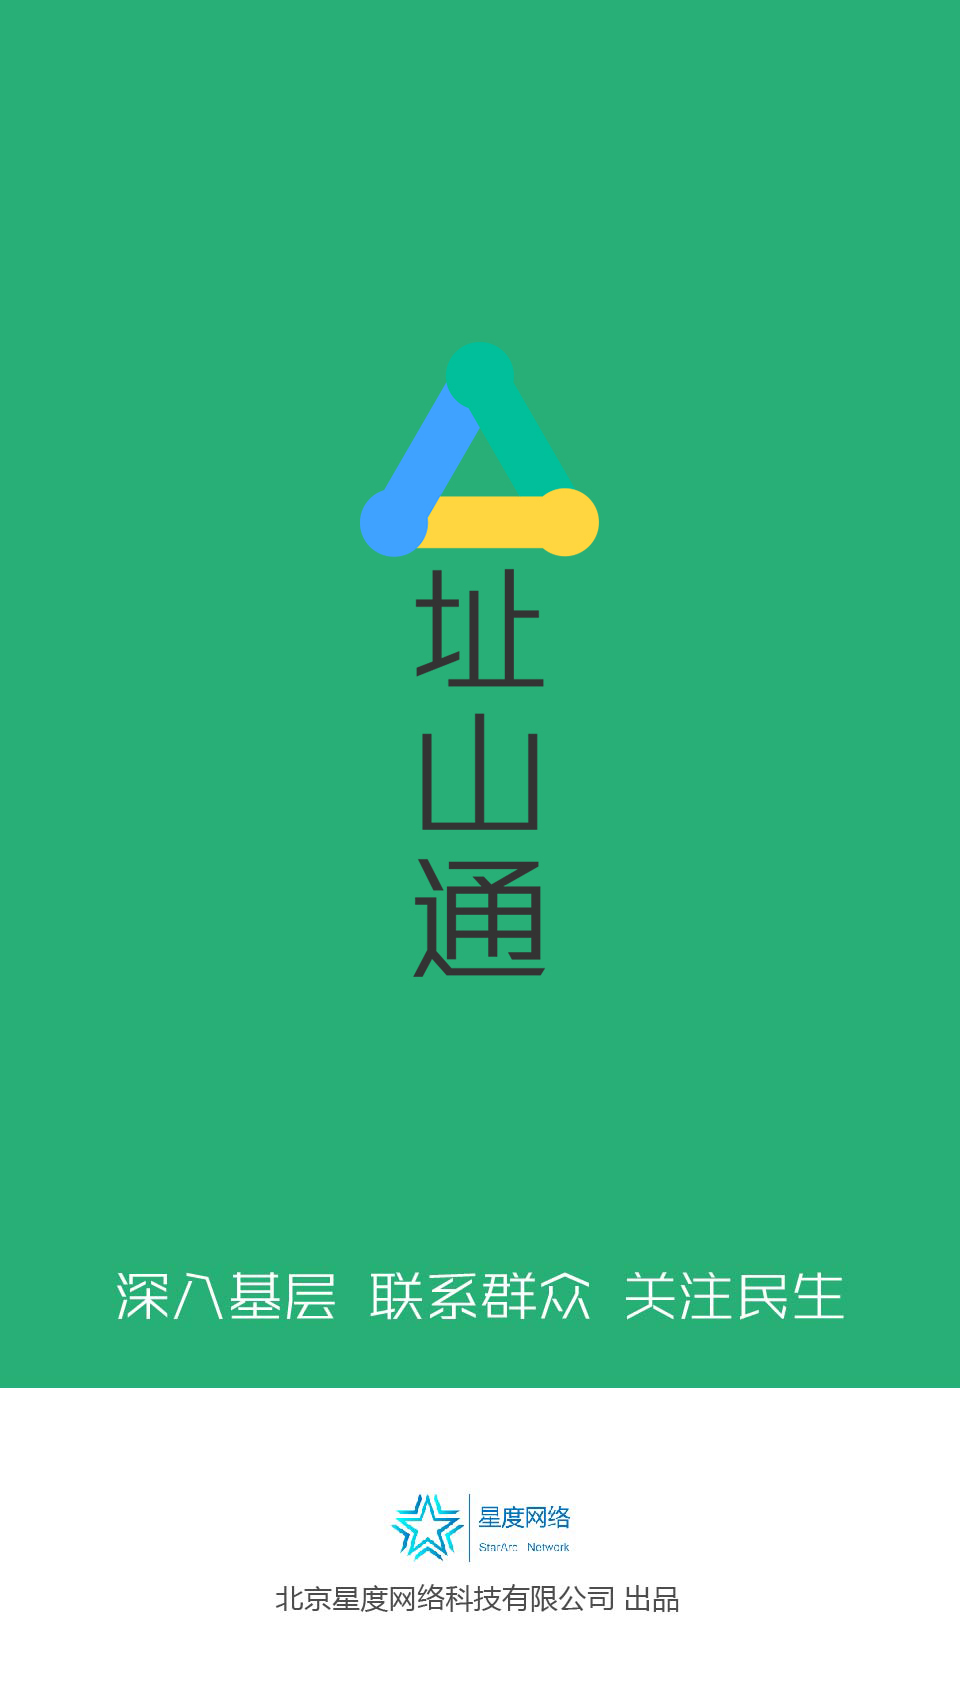 址山通
深入基层 联系群众 关注民生
星度网络
StarArc Network
北京星度网络科技有限公司 出品